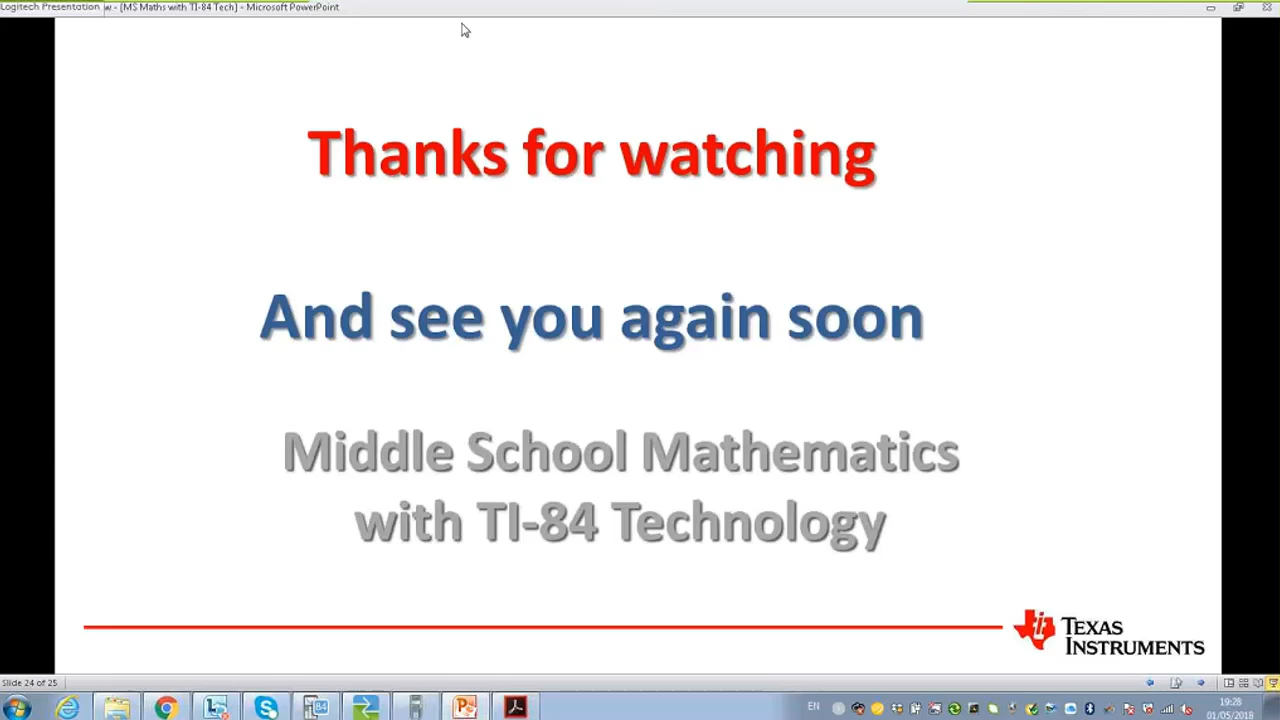 Logitech Presentation
w - [MS Maths with TI-84 Tech] - Microsoft PowerPoint
Thanks for watching
And see you again soon
Middle School Mathematics
with TI-84 Technology
TEXAS
INSTRUMENTS
Slide 24 of 25
84
EN
19:28
01/05/2018